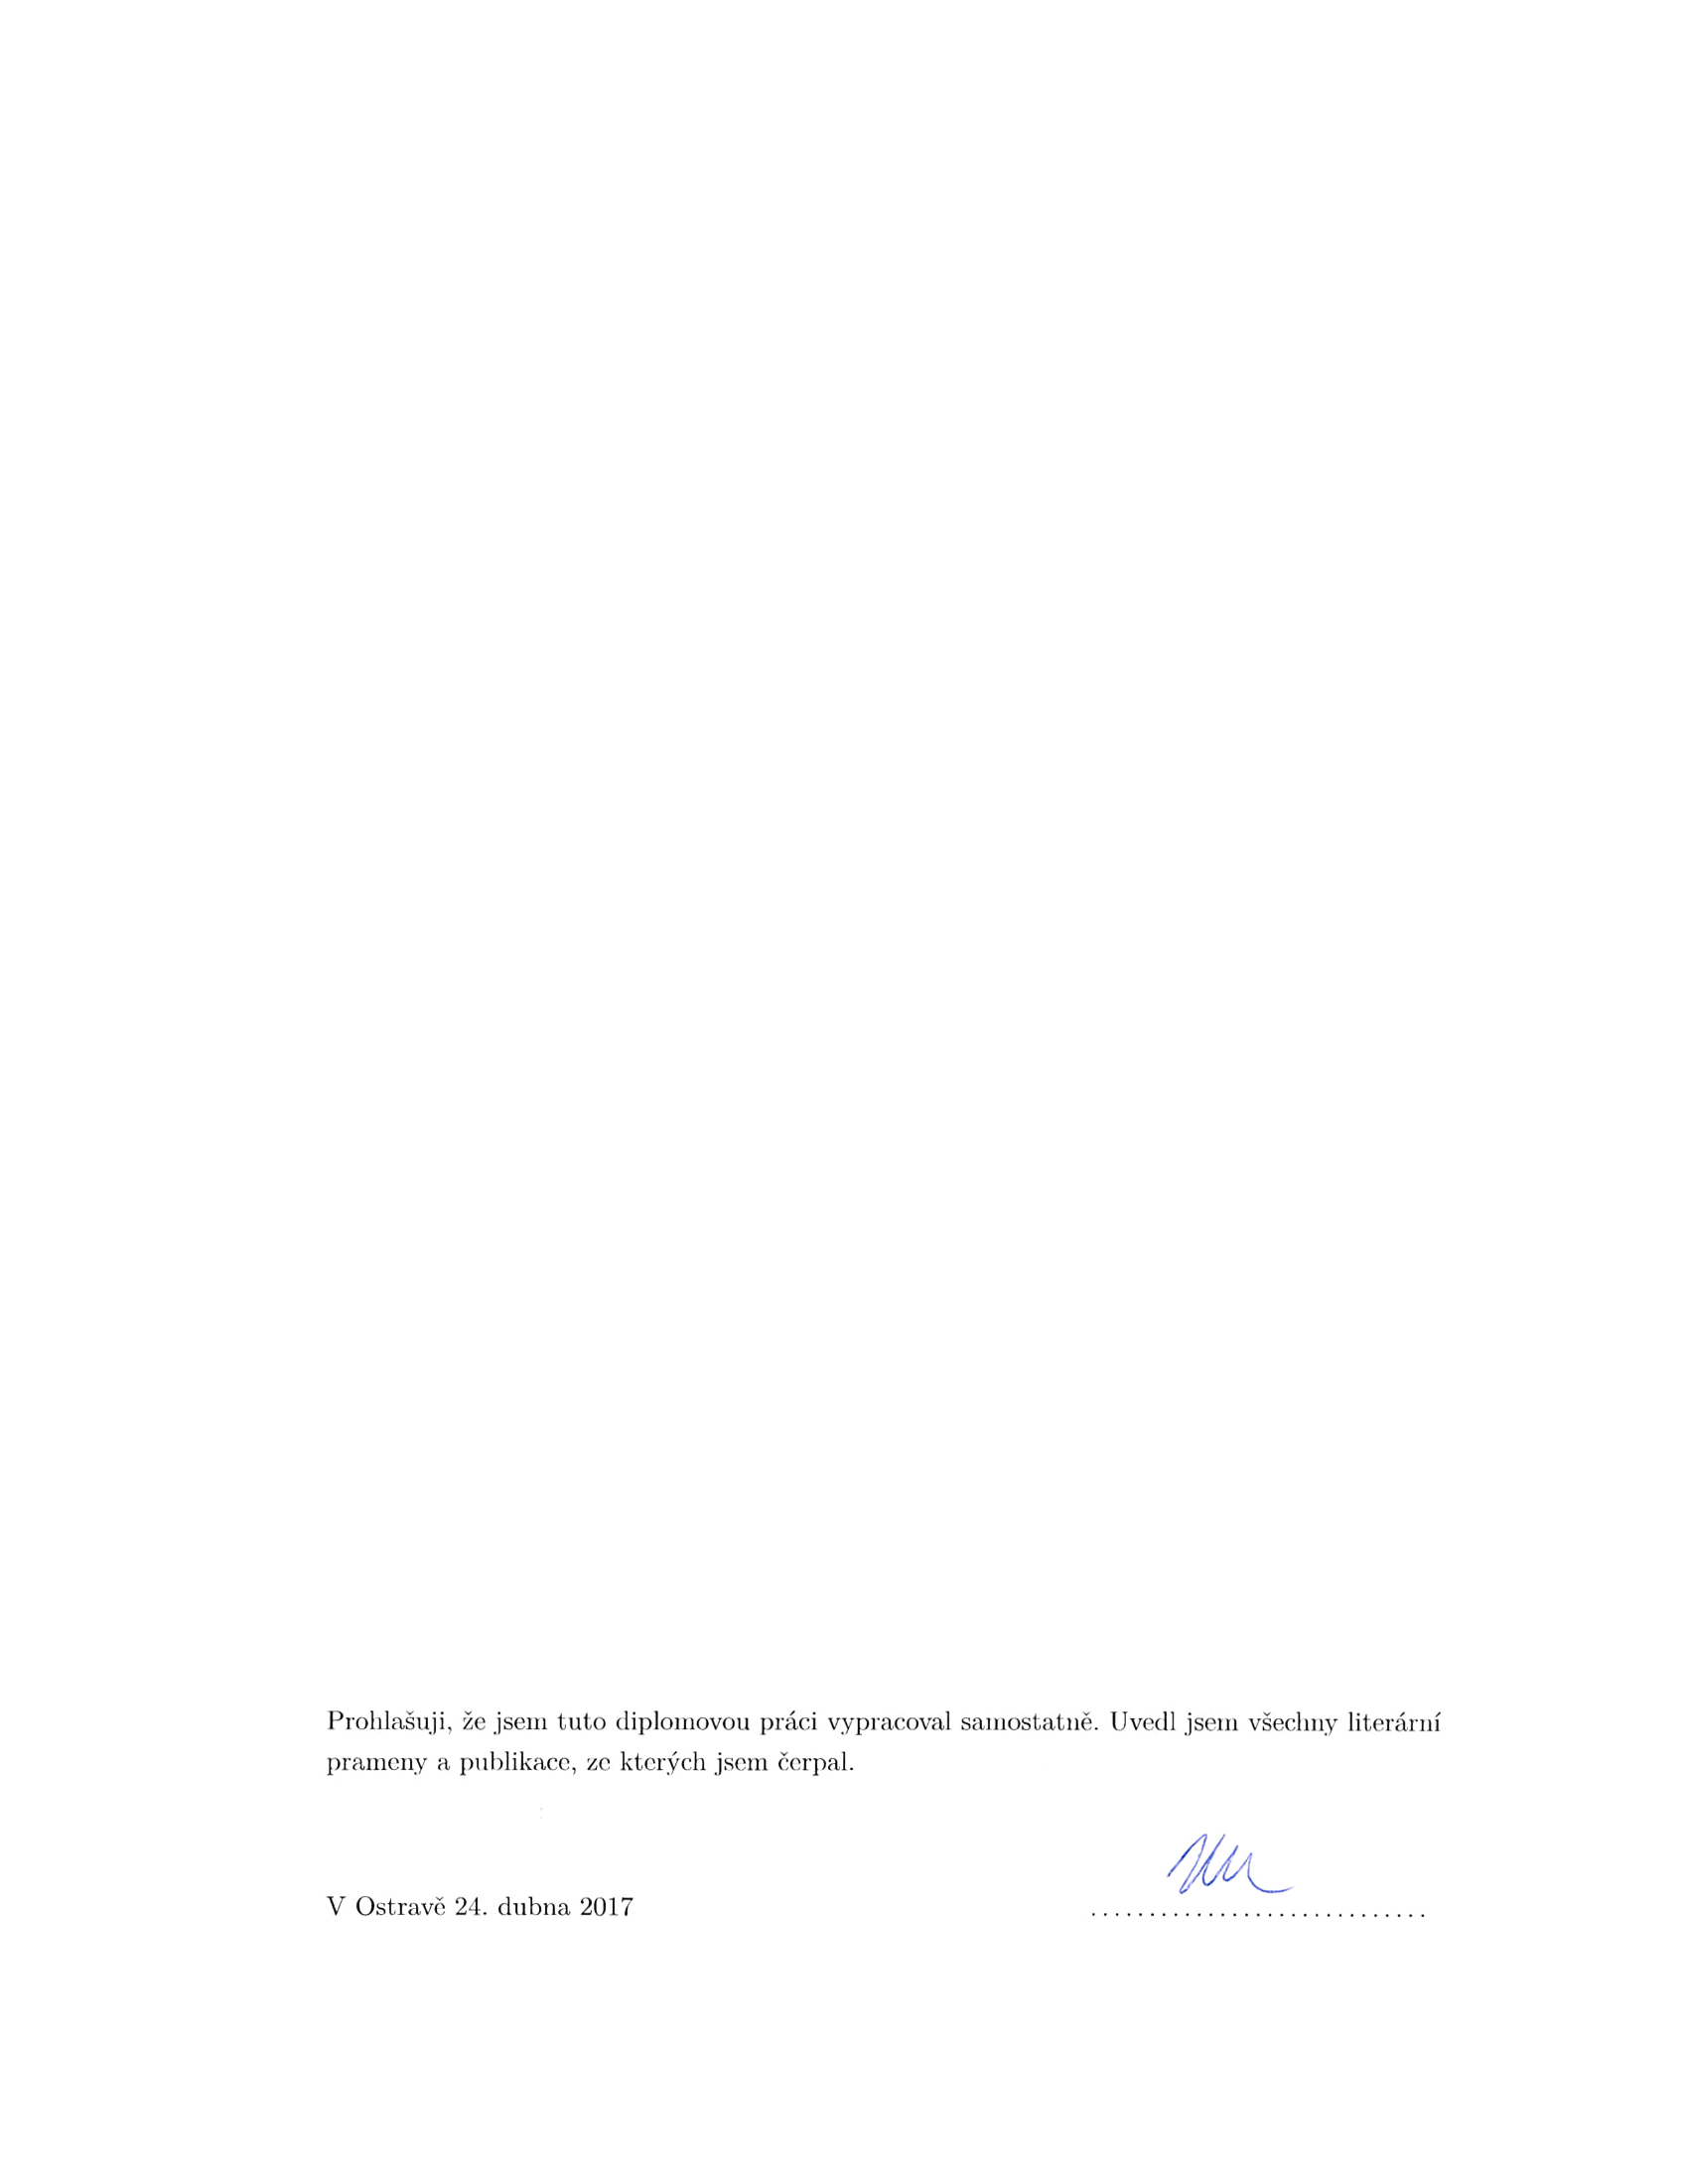 Prohlašuji, že jsem tuto diplomovou práci vypracoval samostatně. Uvedl jsem všechny literární
prameny a publikace, ze kterých jsem čerpal.
V Ostravě 24. dubna 2017